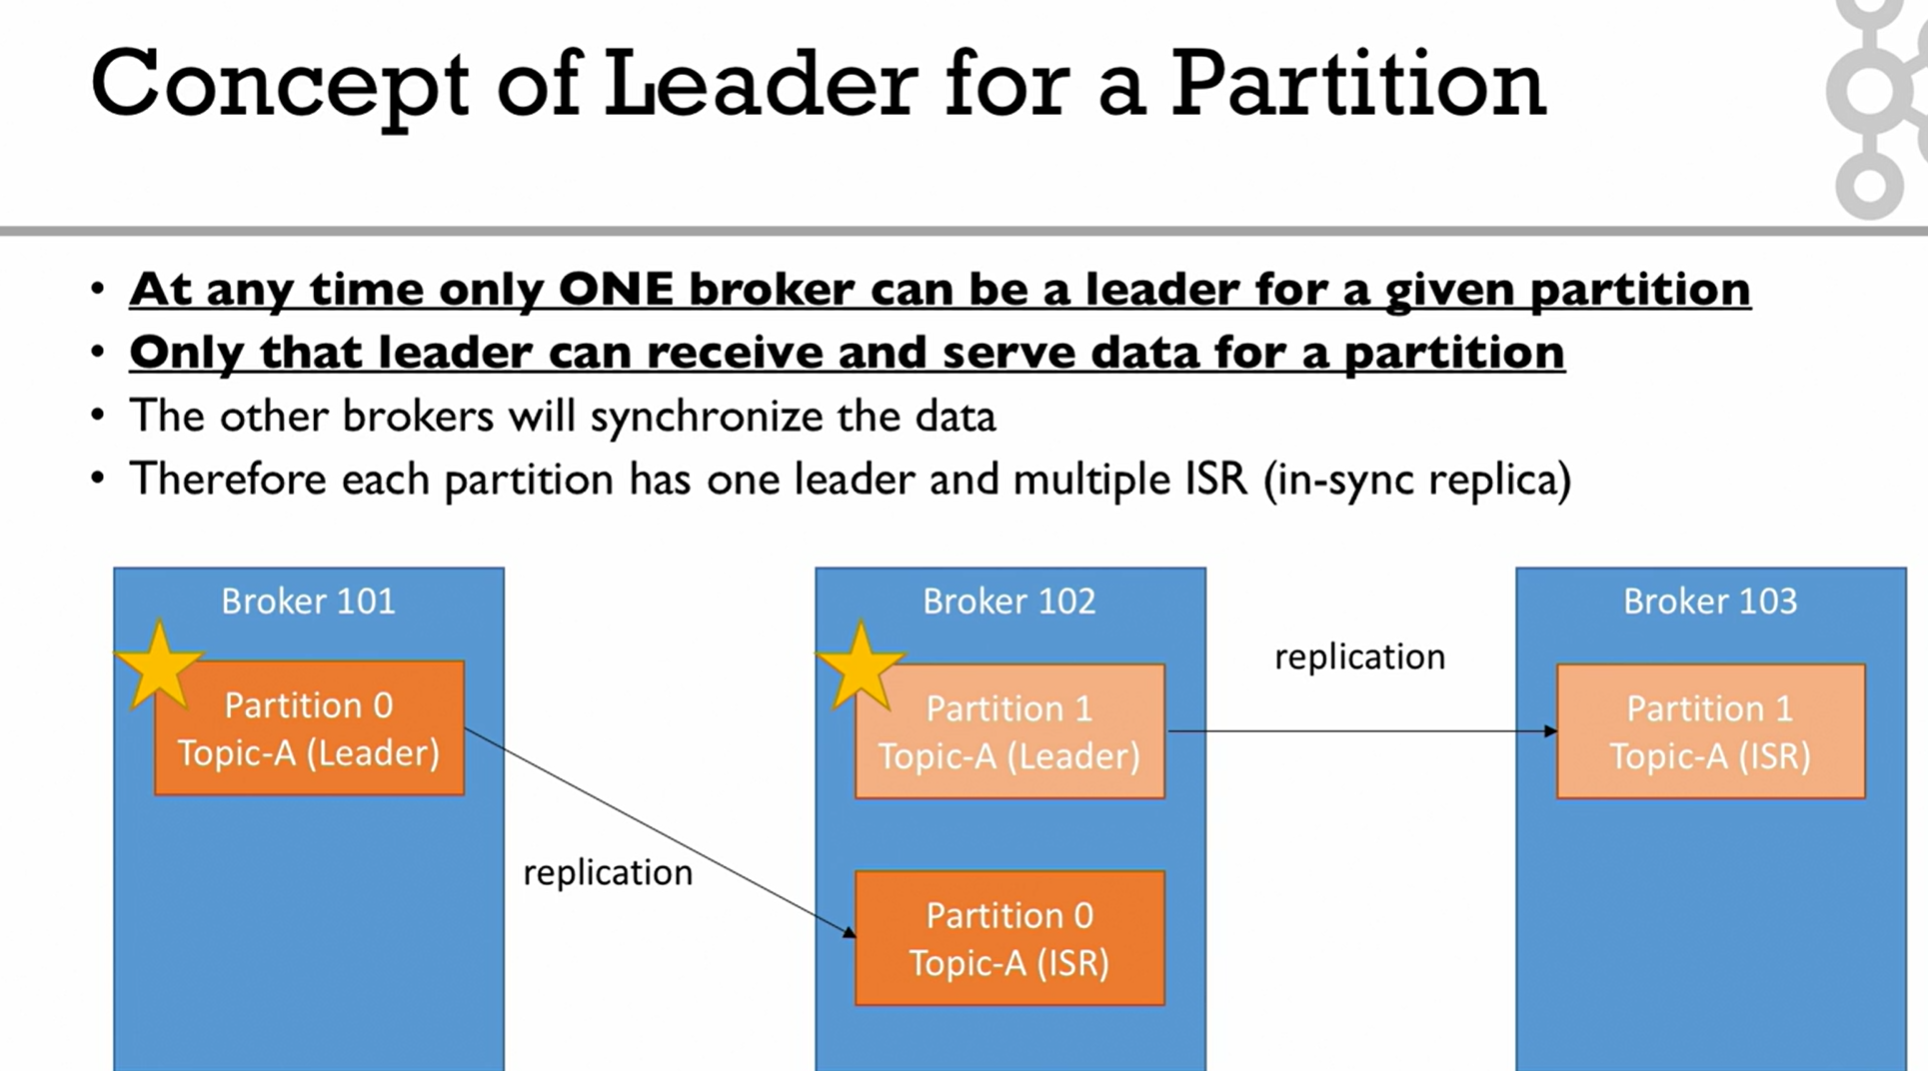 Concept of Leader for a Partition
• At any time only ONE broker can be a leader for a given partition
• Only that leader can receive and serve data for a partition
• The other brokers will synchronize the data
• Therefore each partition has one leader and multiple ISR (in-sync replica)
Broker 101
Partition 0
Topic-A (Leader)
replication
Broker 102
Partition 1
Topic-A (Leader)
Partition 0
Topic-A (ISR)
replication
Broker 103
Partition 1
Topic-A (ISR)